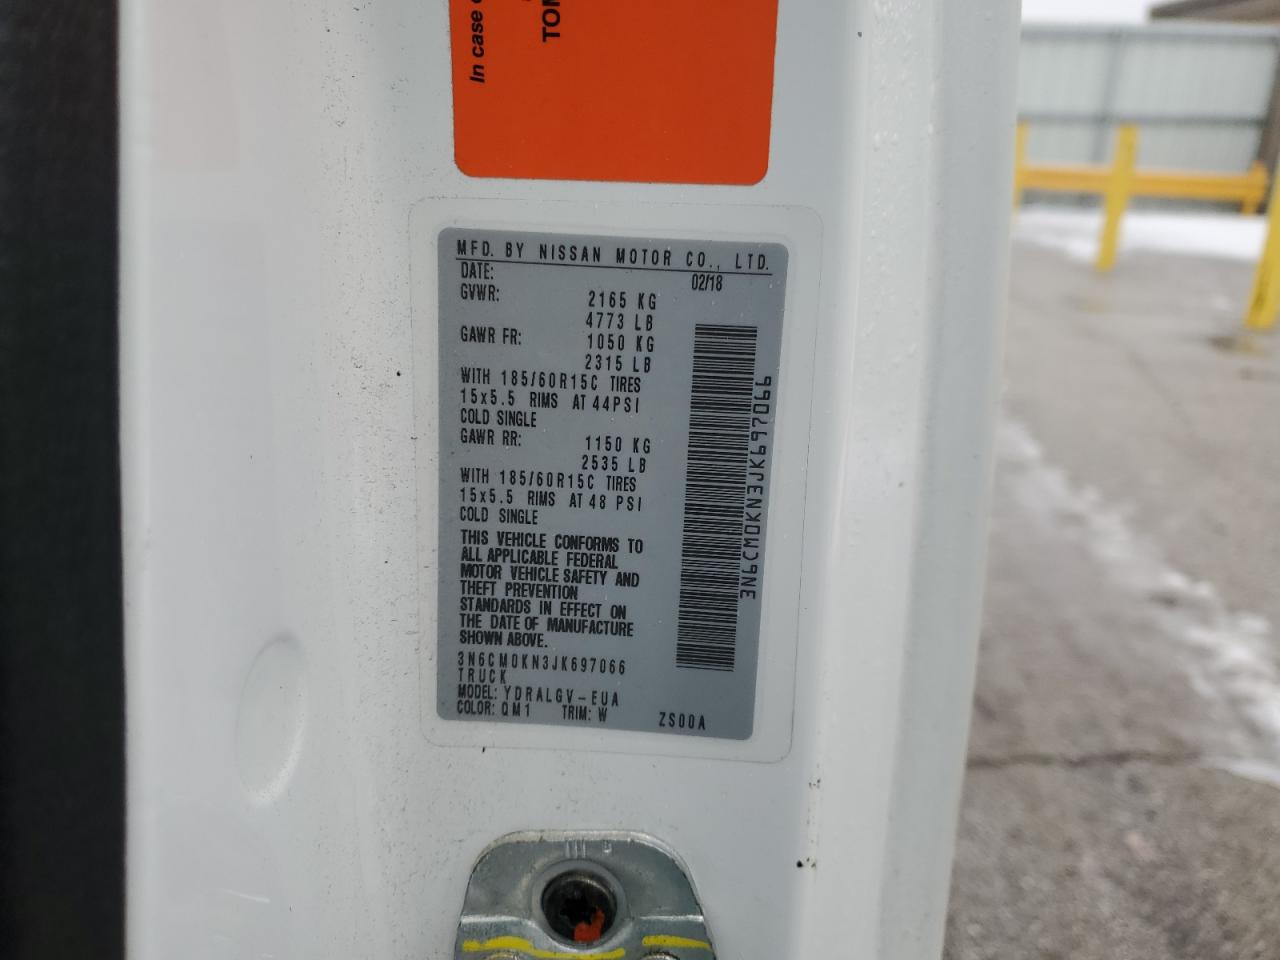 In case
TOM
MFD. BY NISSAN MOTOR CO., LTD.
DATE: 02/18
GVWR: 2165 KG
4773 LB
GAWR FR: 1050 KG
2315 LB
WITH 185/60R15C TIRES
15x5.5 RIMS AT 44PSI
COLD SINGLE
GAWR RR: 1150 KG
2535 LB
WITH 185/60R15C TIRES
15x5.5 RIMS AT 48 PSI
COLD SINGLE
THIS VEHICLE CONFORMS TO
ALL APPLICABLE FEDERAL
MOTOR VEHICLE SAFETY AND
THEFT PREVENTION
STANDARDS IN EFFECT ON
THE DATE OF MANUFACTURE
SHOWN ABOVE.
3N6CM0KN3JK697066
TRUCK
MODEL: YDRALGV-EUA
COLOR: QM1 TRIM: W ZS00A
3N6CM0KN3JK697066